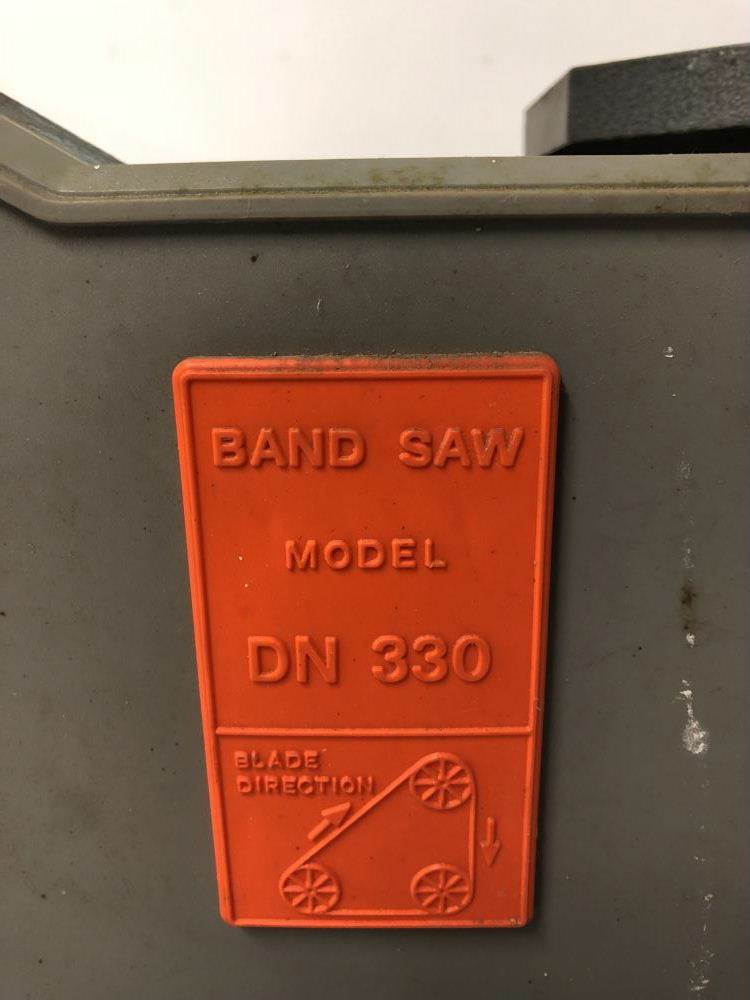 BAND SAW
MODEL
DN 330
BLADE
DIRECTION